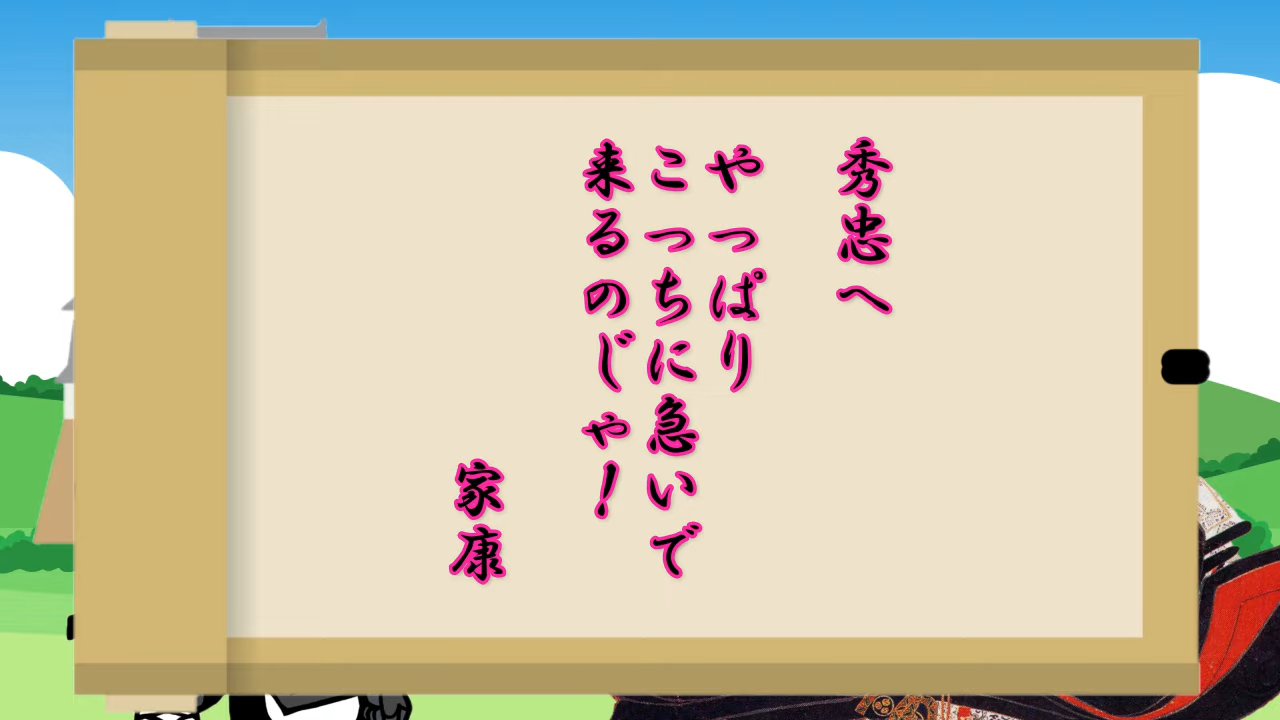 秀忠へ
やっぱり
こっちに急いで
来るのじゃ！
家康